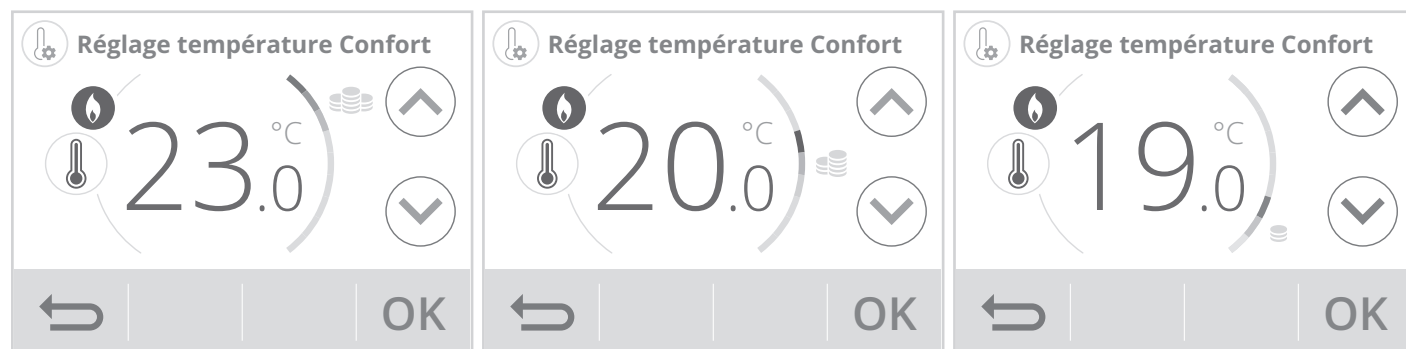 Réglage température Confort
23.0 °C
OK
Réglage température Confort
20.0 °C
OK
Réglage température Confort
19.0 °C
OK